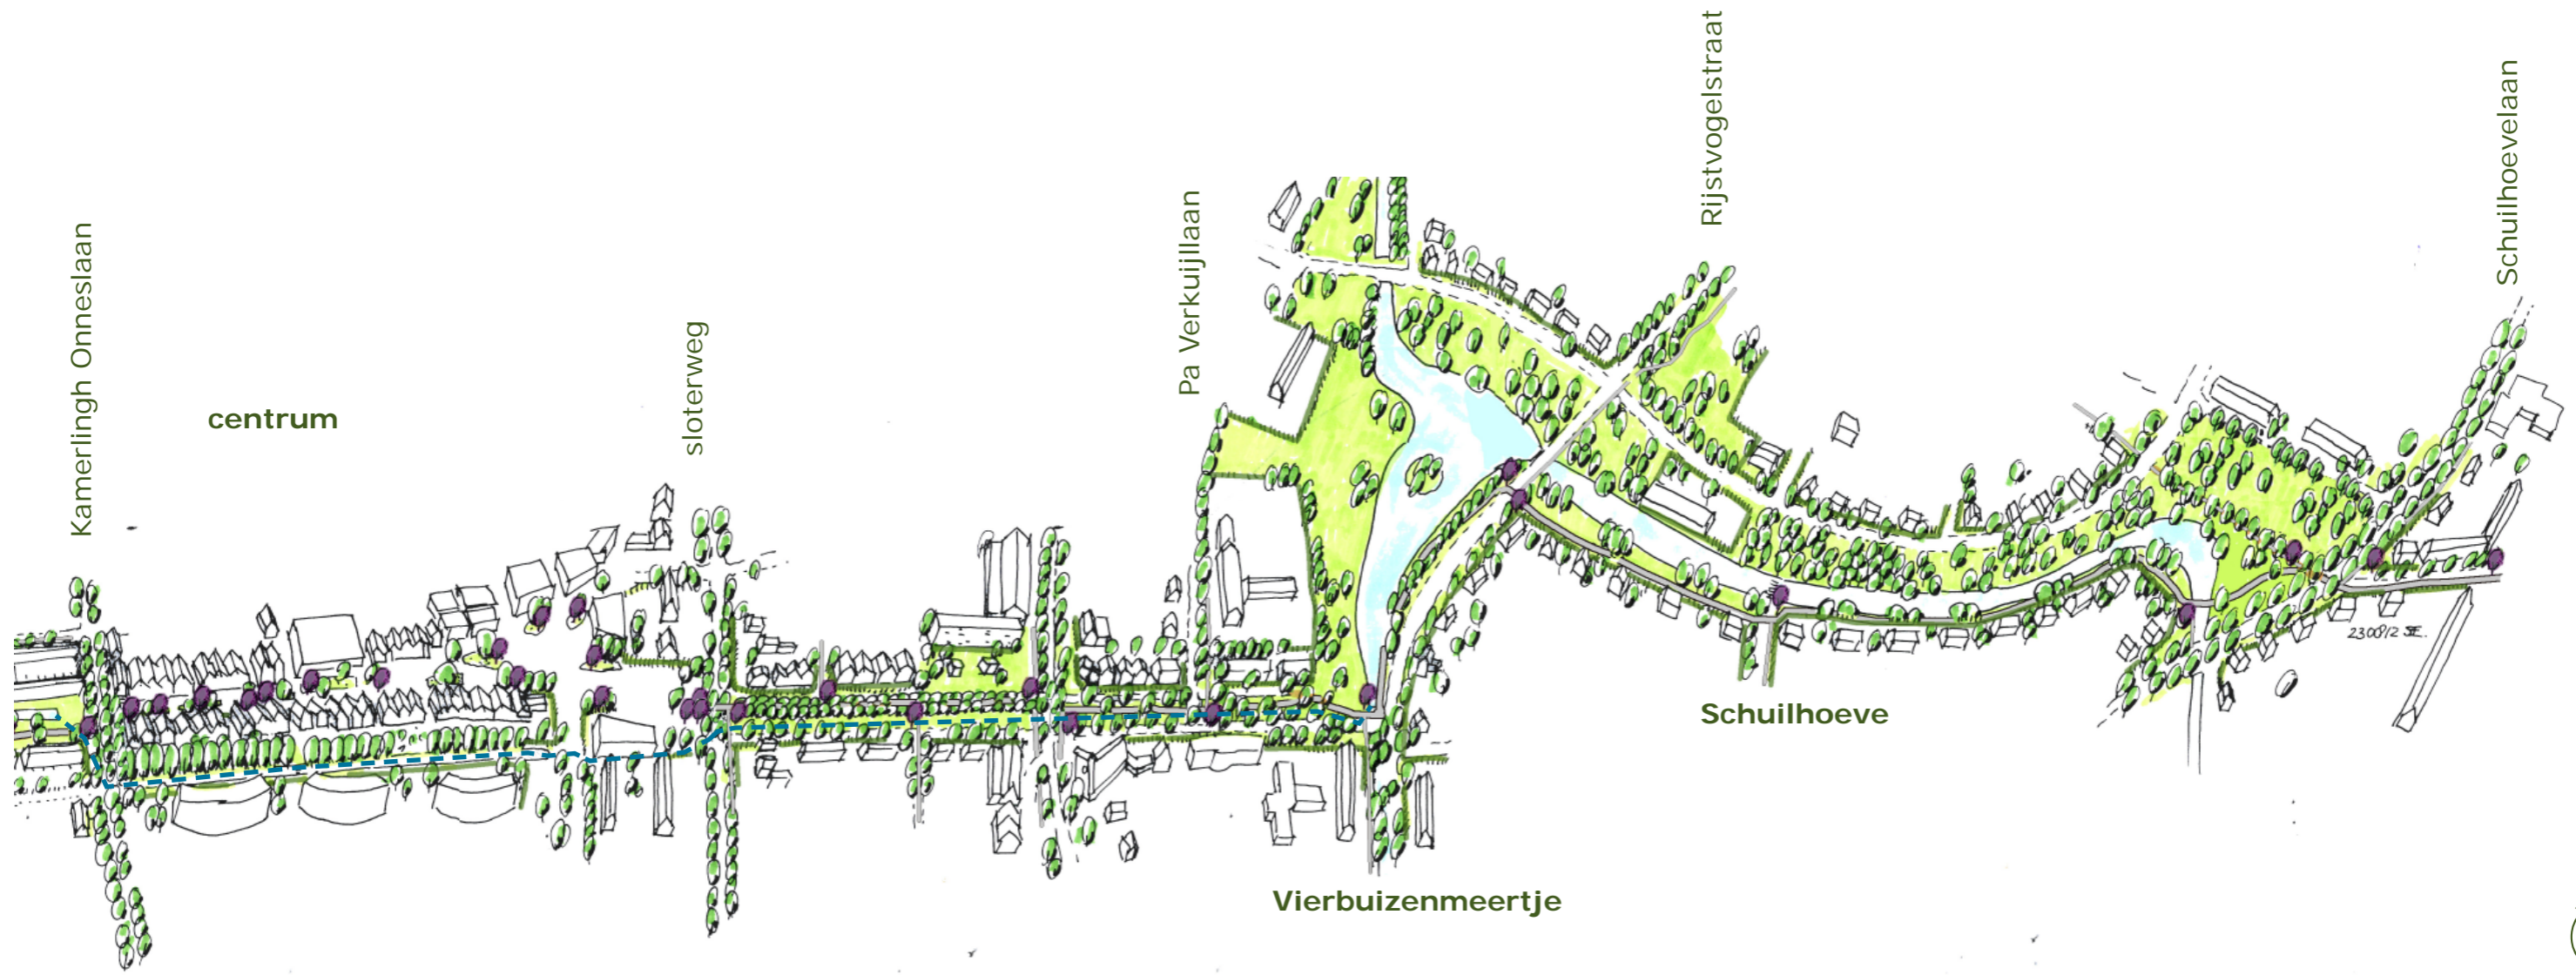 Kamerlingh Onneslaan
centrum
sloterweg
Pa Verkuijllaan
Rijstvogelstraat
Schuilhoevelaan
Schuilhoeve
Vierbuizenmeertje